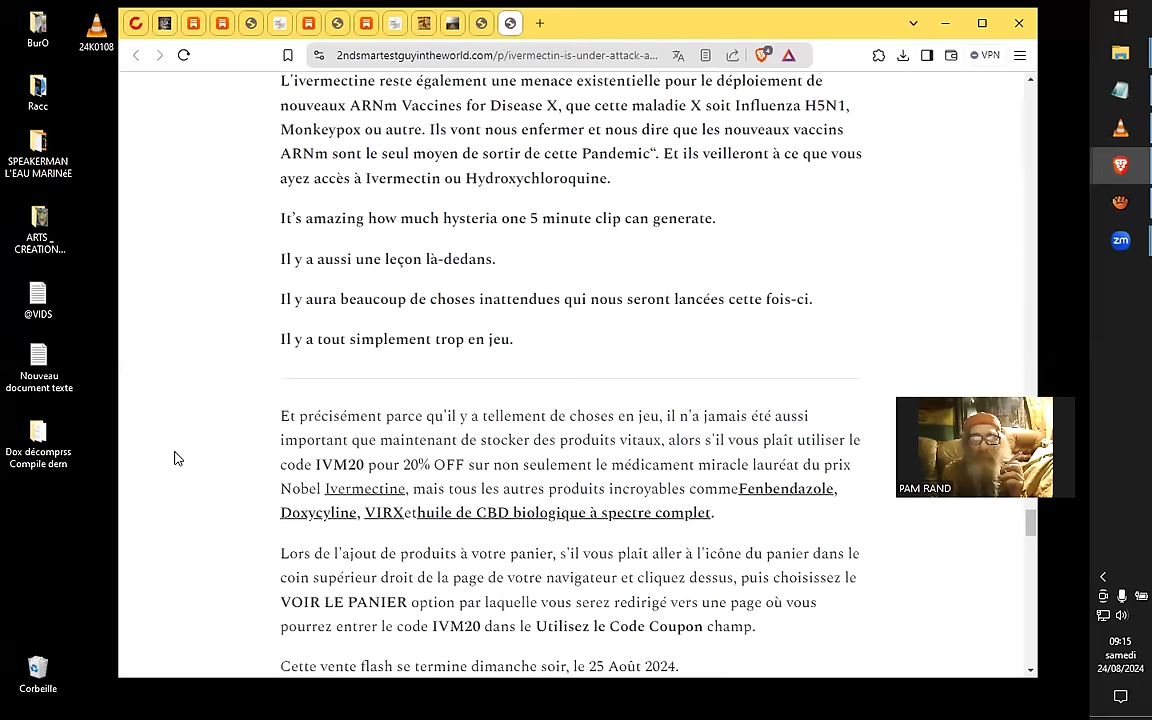 BurO
24K0108
Racc
SPEAKERMAN
L'EAU MARINéE
ARTS _
CREATION...
@VIDS
Nouveau
document texte
Dox décomprss
Compile dern
Corbeille
2ndsmartestguyintheworld.com/p/ivermectin-is-under-attack-a...
4
VPN
L'ivermectine reste également une menace existentielle pour le déploiement de
nouveaux ARNm Vaccines for Disease X, que cette maladie X soit Influenza H5N1,
Monkeypox ou autre. Ils vont nous enfermer et nous dire que les nouveaux vaccins
ARNm sont le seul moyen de sortir de cette Pandemic“. Et ils veilleront à ce que vous
ayez accès à Ivermectin ou Hydroxychloroquine.
It’s amazing how much hysteria one 5 minute clip can generate.
Il y a aussi une leçon là-dedans.
Il y aura beaucoup de choses inattendues qui nous seront lancées cette fois-ci.
Il y a tout simplement trop en jeu.
Et précisément parce qu'il y a tellement de choses en jeu, il n'a jamais été aussi
important que maintenant de stocker des produits vitaux, alors s'il vous plaît utiliser le
code IVM20 pour 20% OFF sur non seulement le médicament miracle lauréat du prix
Nobel Ivermectine, mais tous les autres produits incroyables commeFenbendazole,
Doxycyline, VIRXethuile de CBD biologique à spectre complet.
Lors de l'ajout de produits à votre panier, s'il vous plaît aller à l'icône du panier dans le
coin supérieur droit de la page de votre navigateur et cliquez dessus, puis choisissez le
VOIR LE PANIER option par laquelle vous serez redirigé vers une page où vous
pourrez entrer le code IVM20 dans le Utilisez le Code Coupon champ.
Cette vente flash se termine dimanche soir, le 25 Août 2024.
PAM RAND
zm
09:15
samedi
24/08/2024